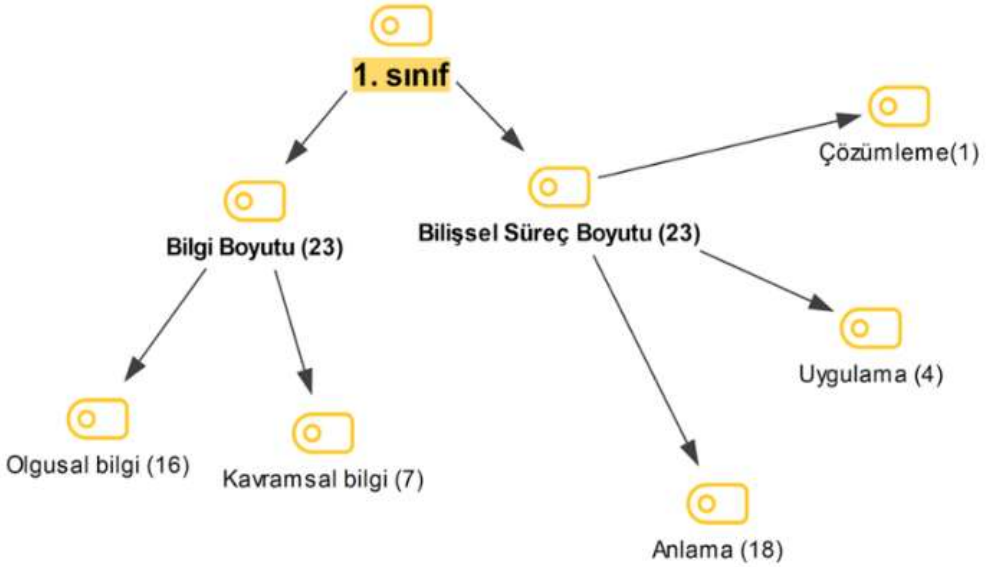 1. sınıf
Çözümleme(1)
Bilgi Boyutu (23)
Bilişsel Süreç Boyutu (23)
Uygulama (4)
Olgusal bilgi (16)
Kavramsal bilgi (7)
Anlama (18)